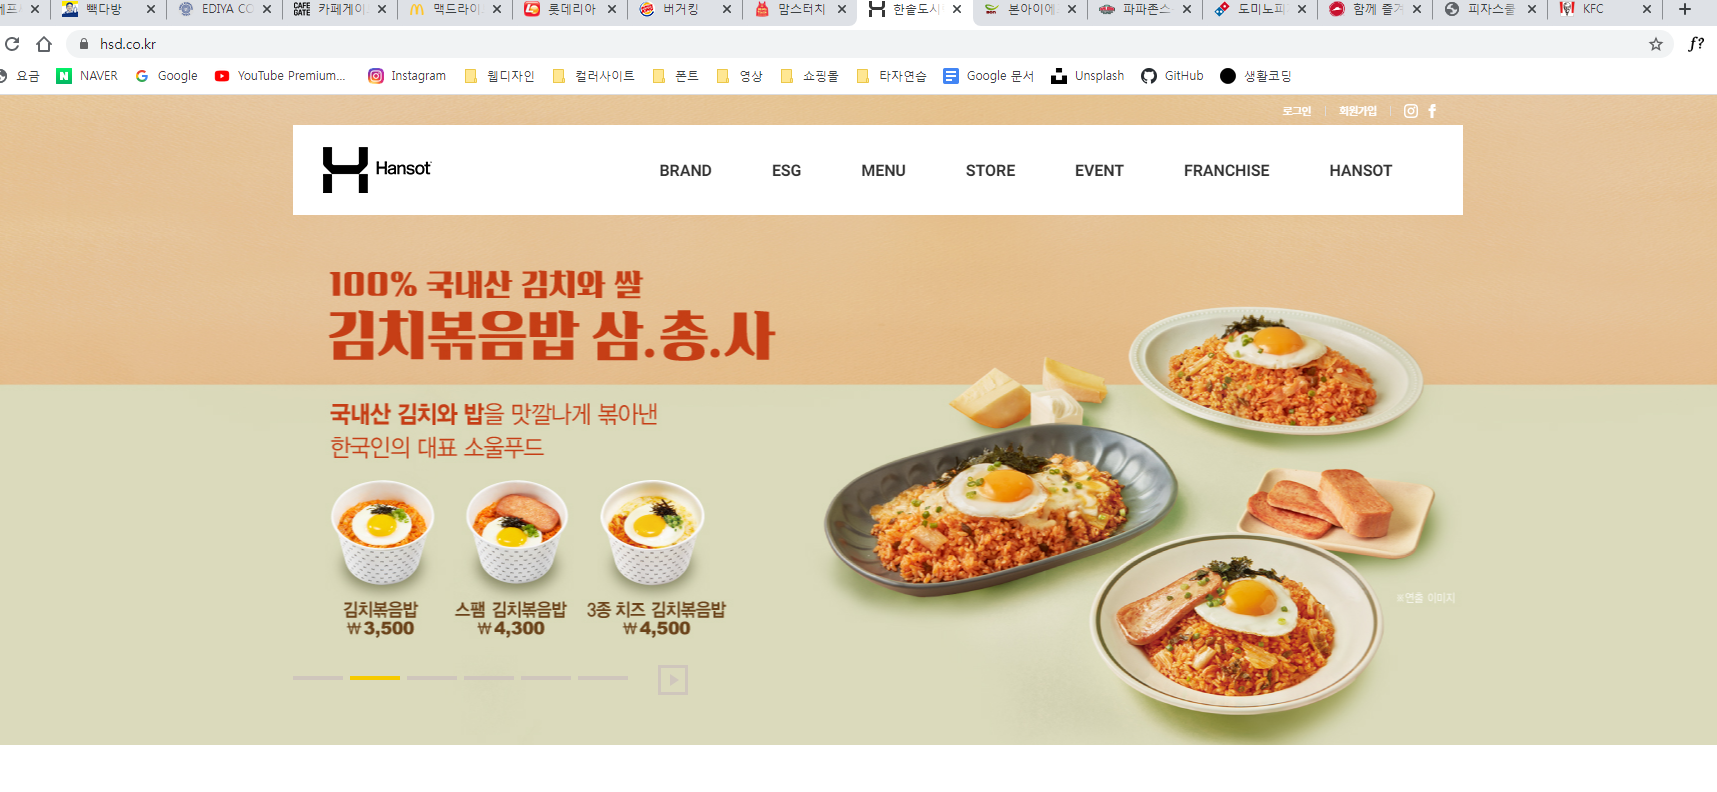 빽다방
EDIYA CO
카페게이
맥드라이
롯데리아
버거킹
맘스터치
한솥도시
본아이에
파파존스
도미노피
함께 즐겨
피자스쿨
KFC
hsd.co.kr
f?
요금
NAVER
Google
YouTube Premium...
Instagram
웹디자인
컬러사이트
폰트
영상
쇼핑몰
타자연습
Google 문서
Unsplash
GitHub
생활코딩
로그인
회원가입
Hansot
BRAND
ESG
MENU
STORE
EVENT
FRANCHISE
HANSOT
100% 국내산 김치와 쌀
김치볶음밥 삼.총.사
국내산 김치와 밥을 맛깔나게 볶아낸
한국인의 대표 소울푸드
김치볶음밥
₩3,500
스팸 김치볶음밥
₩4,300
3종 치즈 김치볶음밥
₩4,500
※연출 이미지